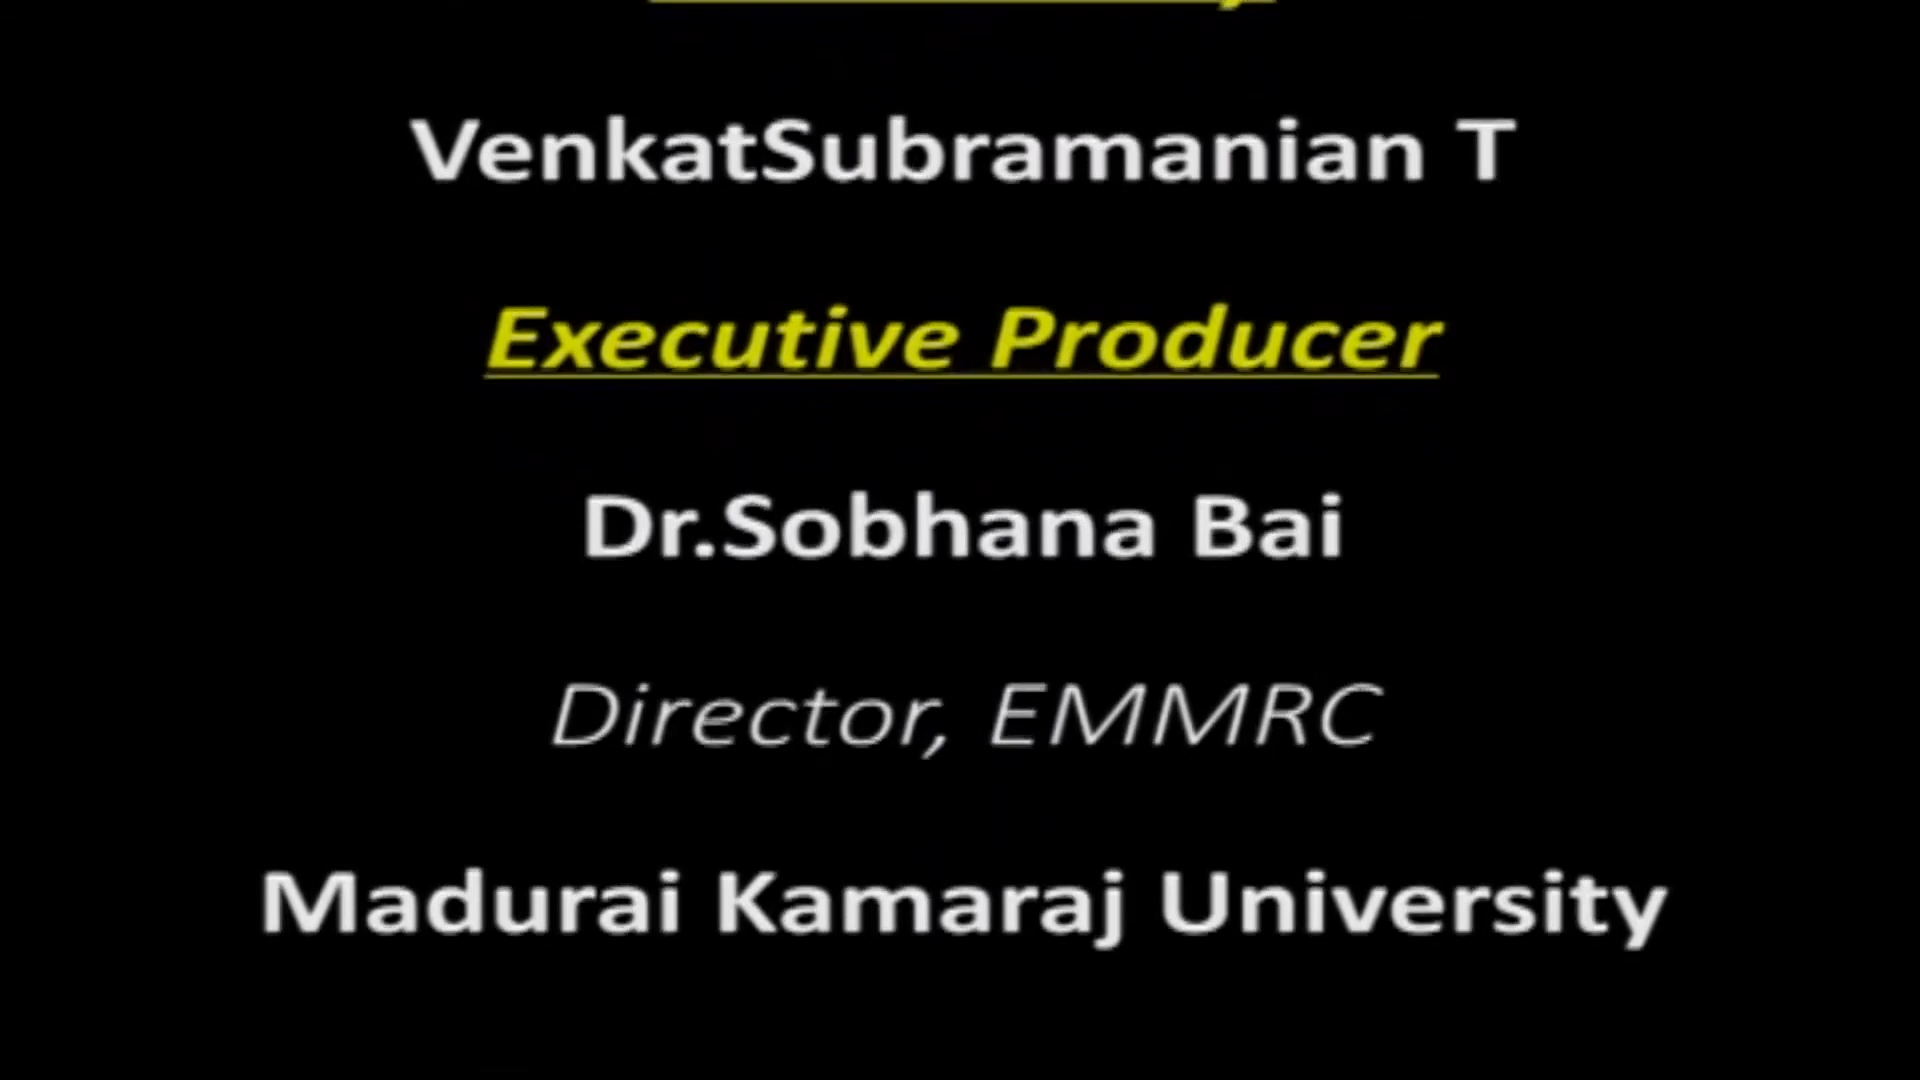 VenkatSubramanian T
Executive Producer
Dr.Sobhana Bai
Director, EMMRC
Madurai Kamaraj University